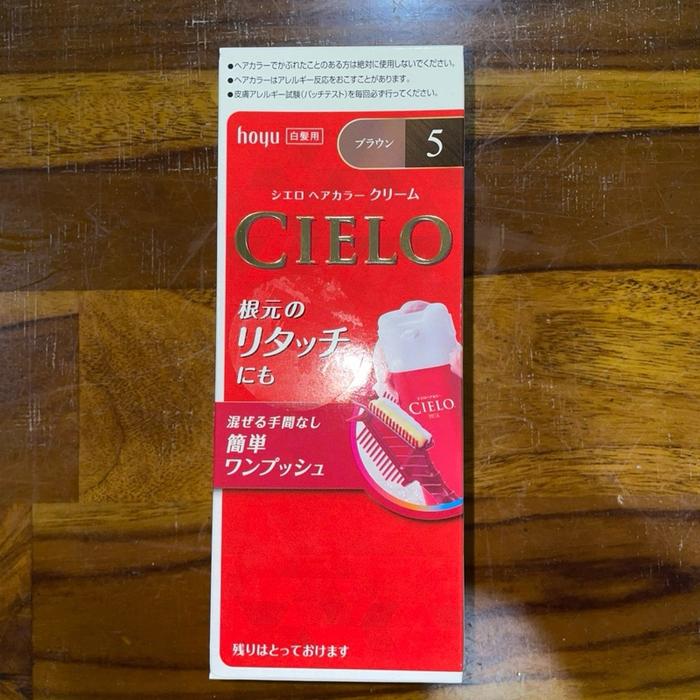 ●ヘアカラーでかぶれたことのある方は絶対に使用しないでください。
●ヘアカラーはアレルギー反応をおこすことがあります。
●皮膚アレルギー試験(パッチテスト)を毎回必ず行ってください。
hoyu 白髪用
ブラウン 5
シエロ ヘアカラー クリーム
CIELO
根元の
リタッチ
にも
CIELO
混ぜる手間なし
簡単
ワンプッシュ
残りはとっておけます